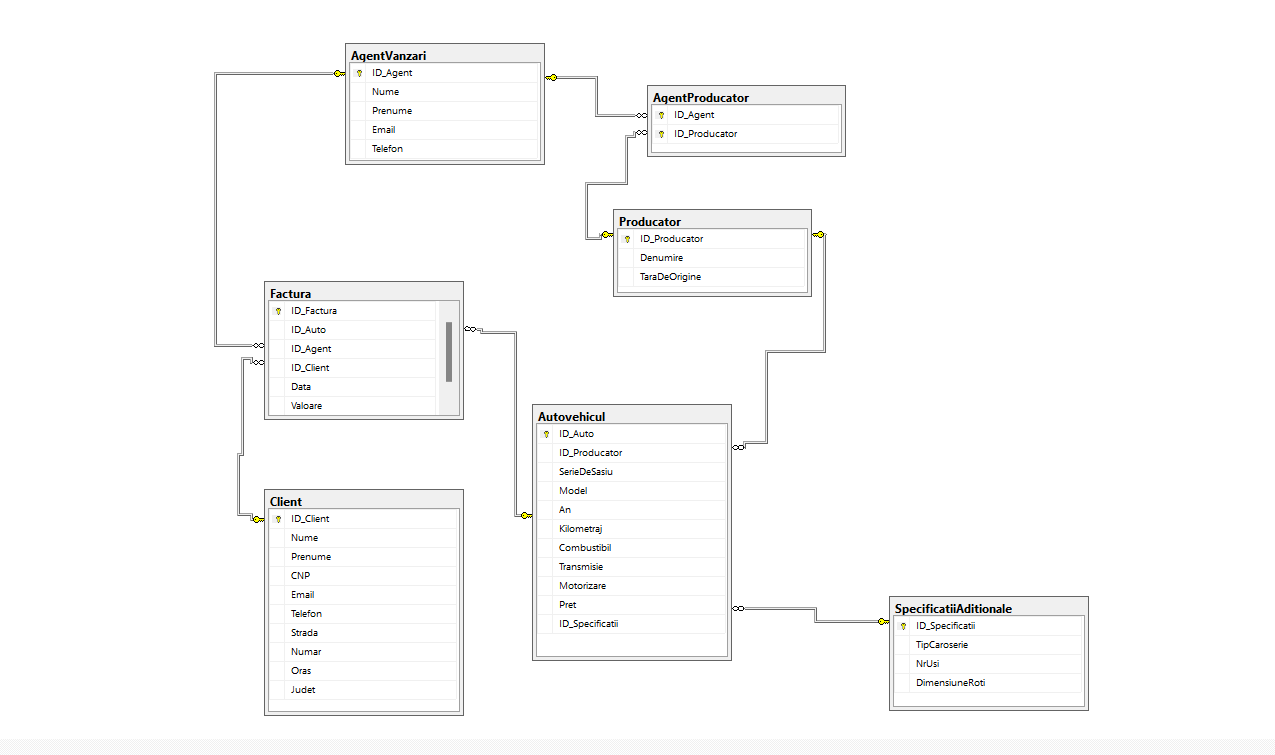 AgentVanzari
ID_Agent
Nume
Prenume
Email
Telefon
AgentProducator
ID_Agent
ID_Producator
Producator
ID_Producator
Denumire
TaraDeOrigine
Factura
ID_Factura
ID_Auto
ID_Agent
ID_Client
Data
Valoare
Autovehicul
ID_Auto
ID_Producator
SerieDeSasiu
Model
An
Kilometraj
Combustibil
Transmisie
Motorizare
Pret
ID_Specificatii
Client
ID_Client
Nume
Prenume
CNP
Email
Telefon
Strada
Numar
Oras
Judet
SpecificatiiAditionale
ID_Specificatii
TipCaroserie
NrUsi
DimensiuneRoti